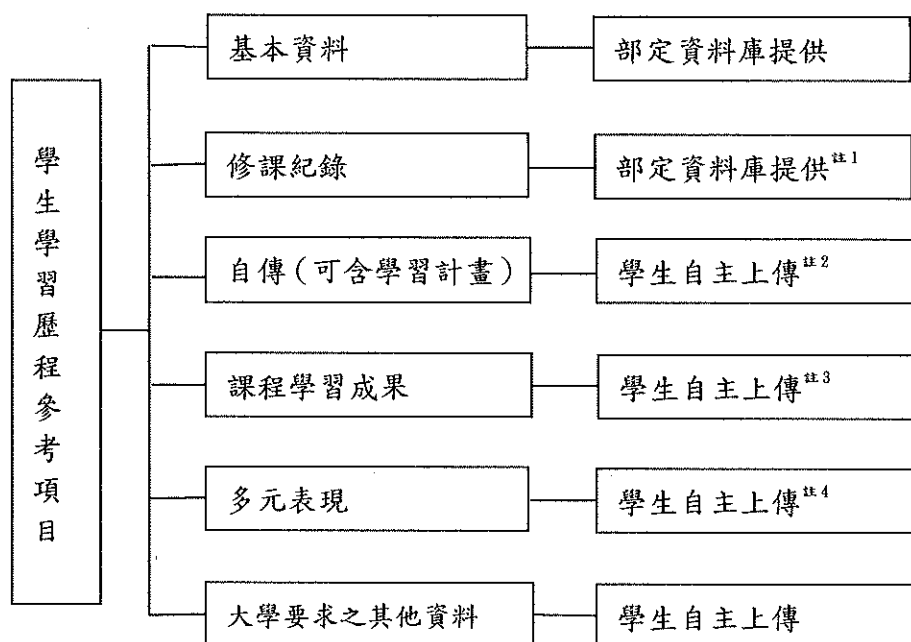 學生學習歷程參考項目
基本資料
部定資料庫提供
修課紀錄
部定資料庫提供註1
自傳(可含學習計畫)
學生自主上傳註2
課程學習成果
學生自主上傳註3
多元表現
學生自主上傳註4
大學要求之其他資料
學生自主上傳